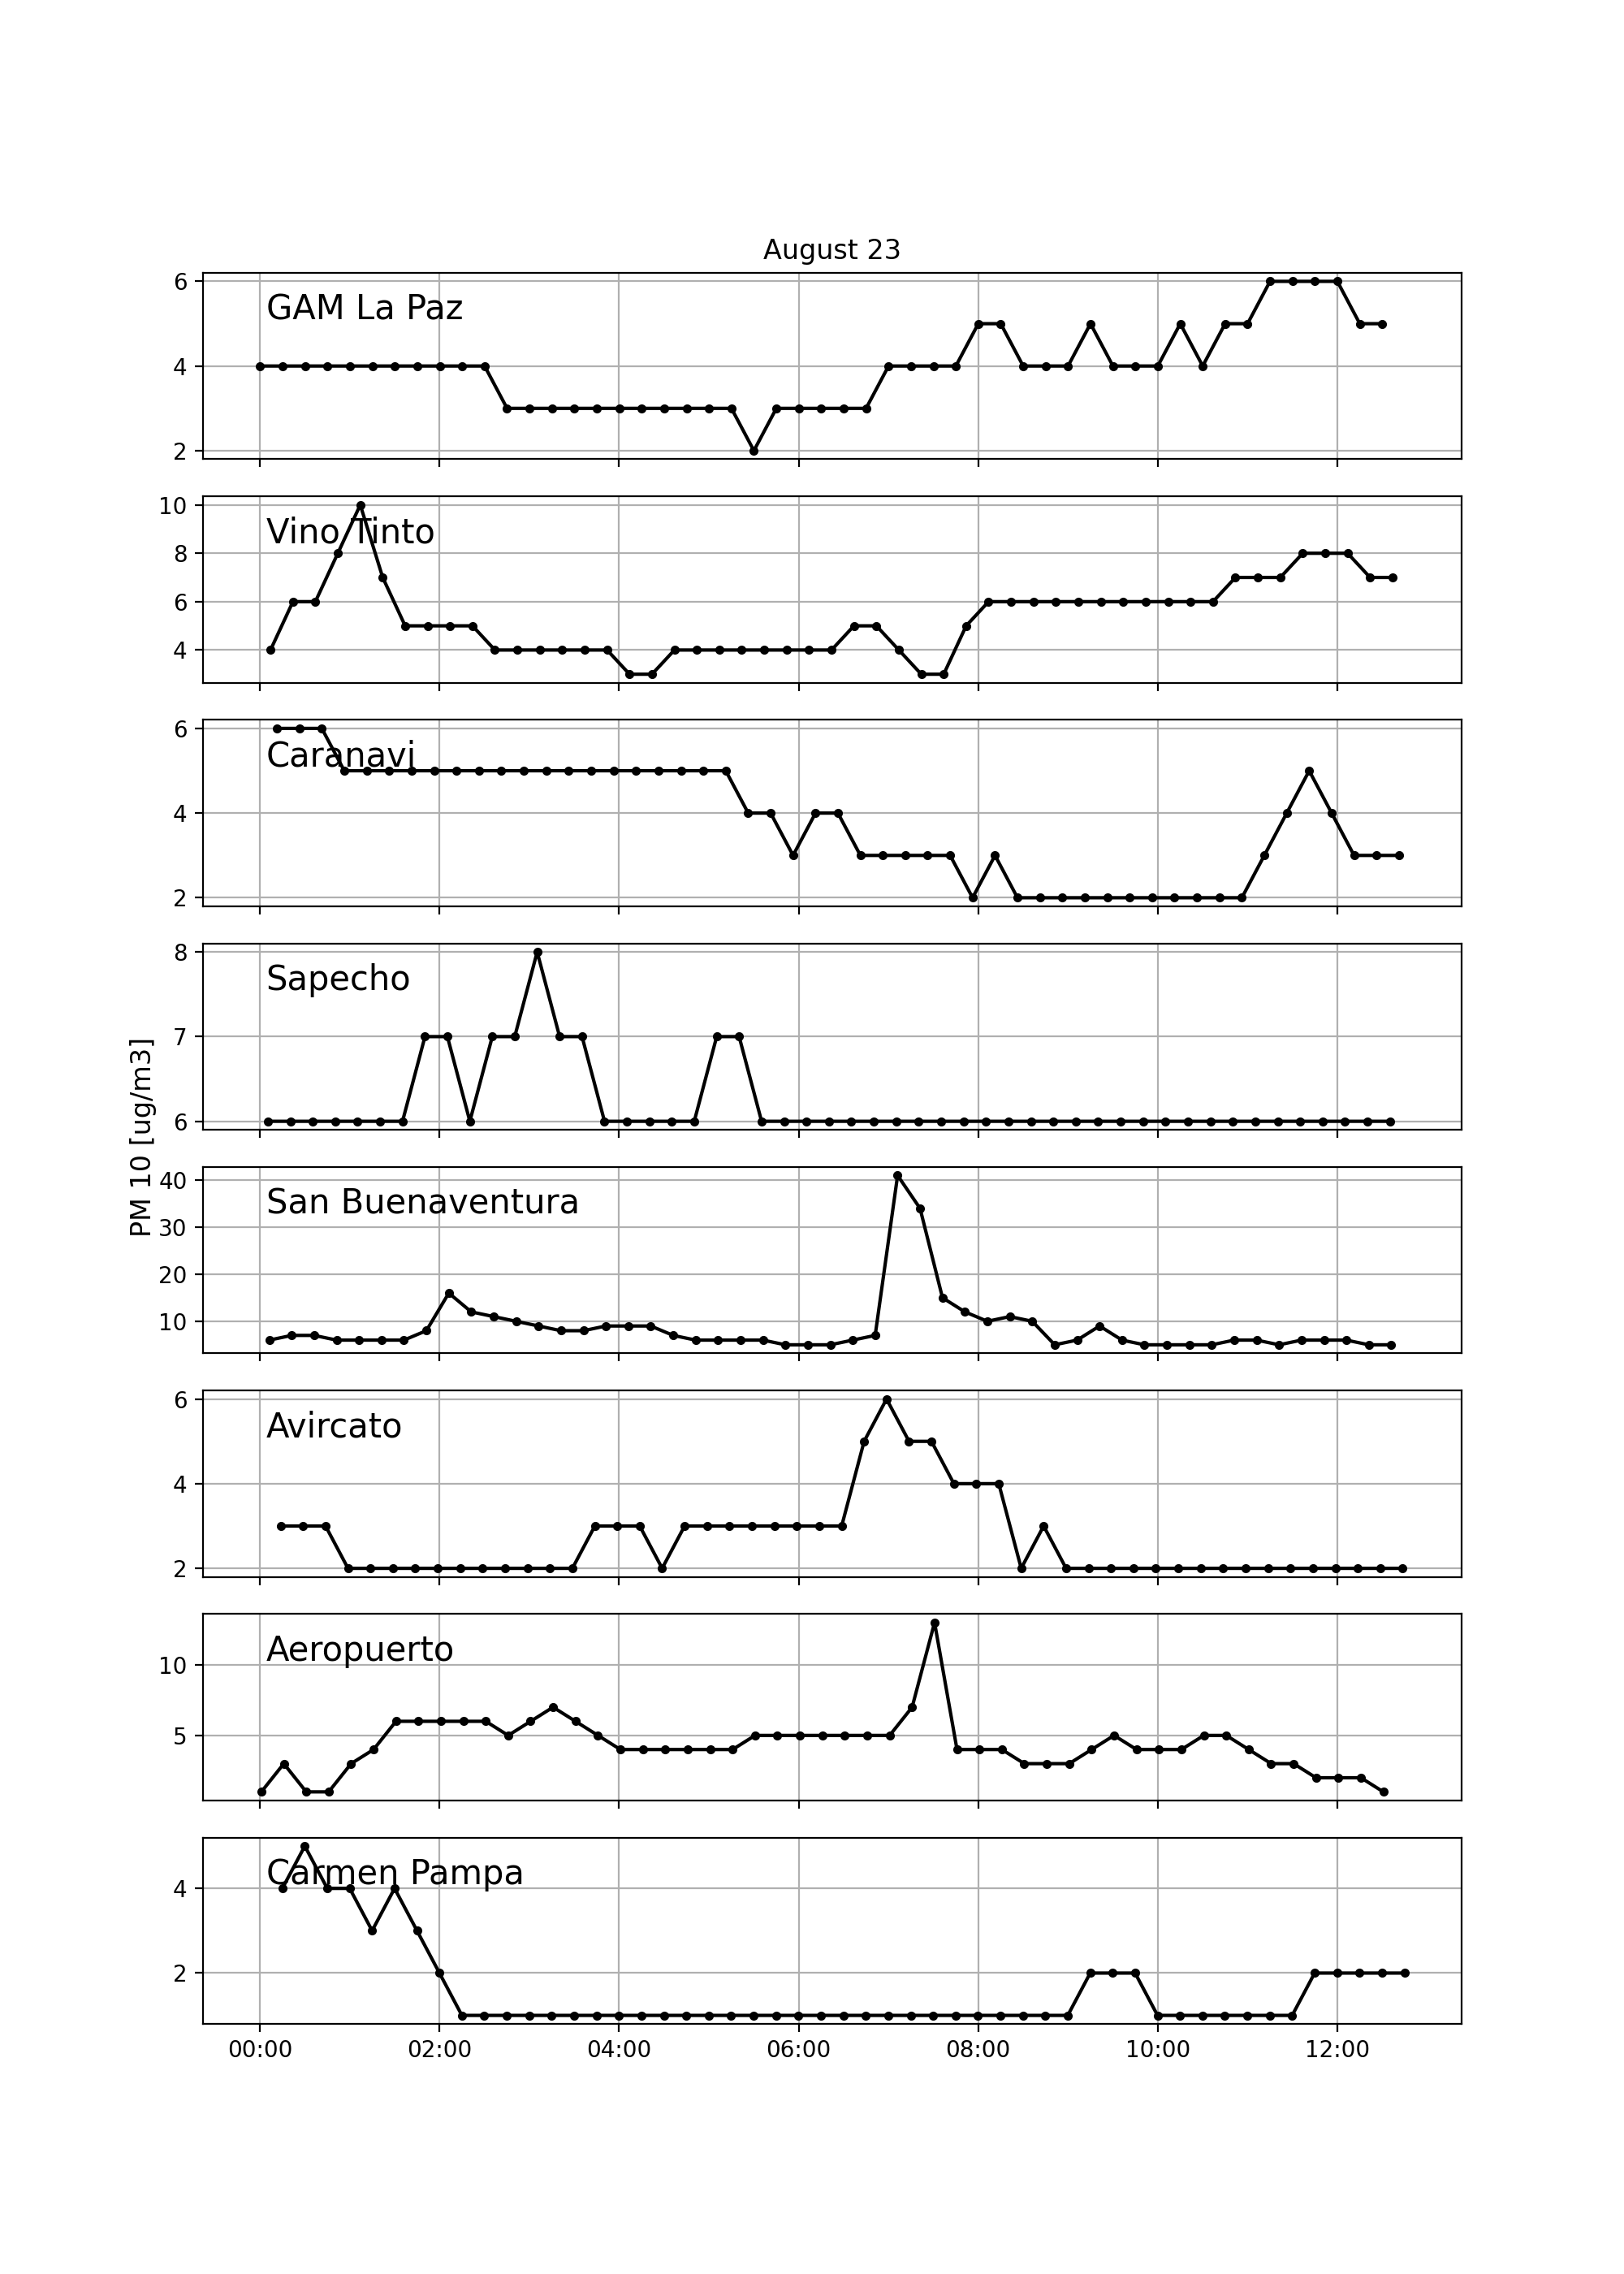 August 23
6
GAM La Paz
4
2
10
Vino Tinto
8
6
4
6
Caranavi
4
2
8
Sapecho
7
6
PM 10 [ug/m3]
40
San Buenaventura
30
20
10
6
Avircato
4
2
Aeropuerto
10
5
Carmen Pampa
4
2
00:00 02:00 04:00 06:00 08:00 10:00 12:00